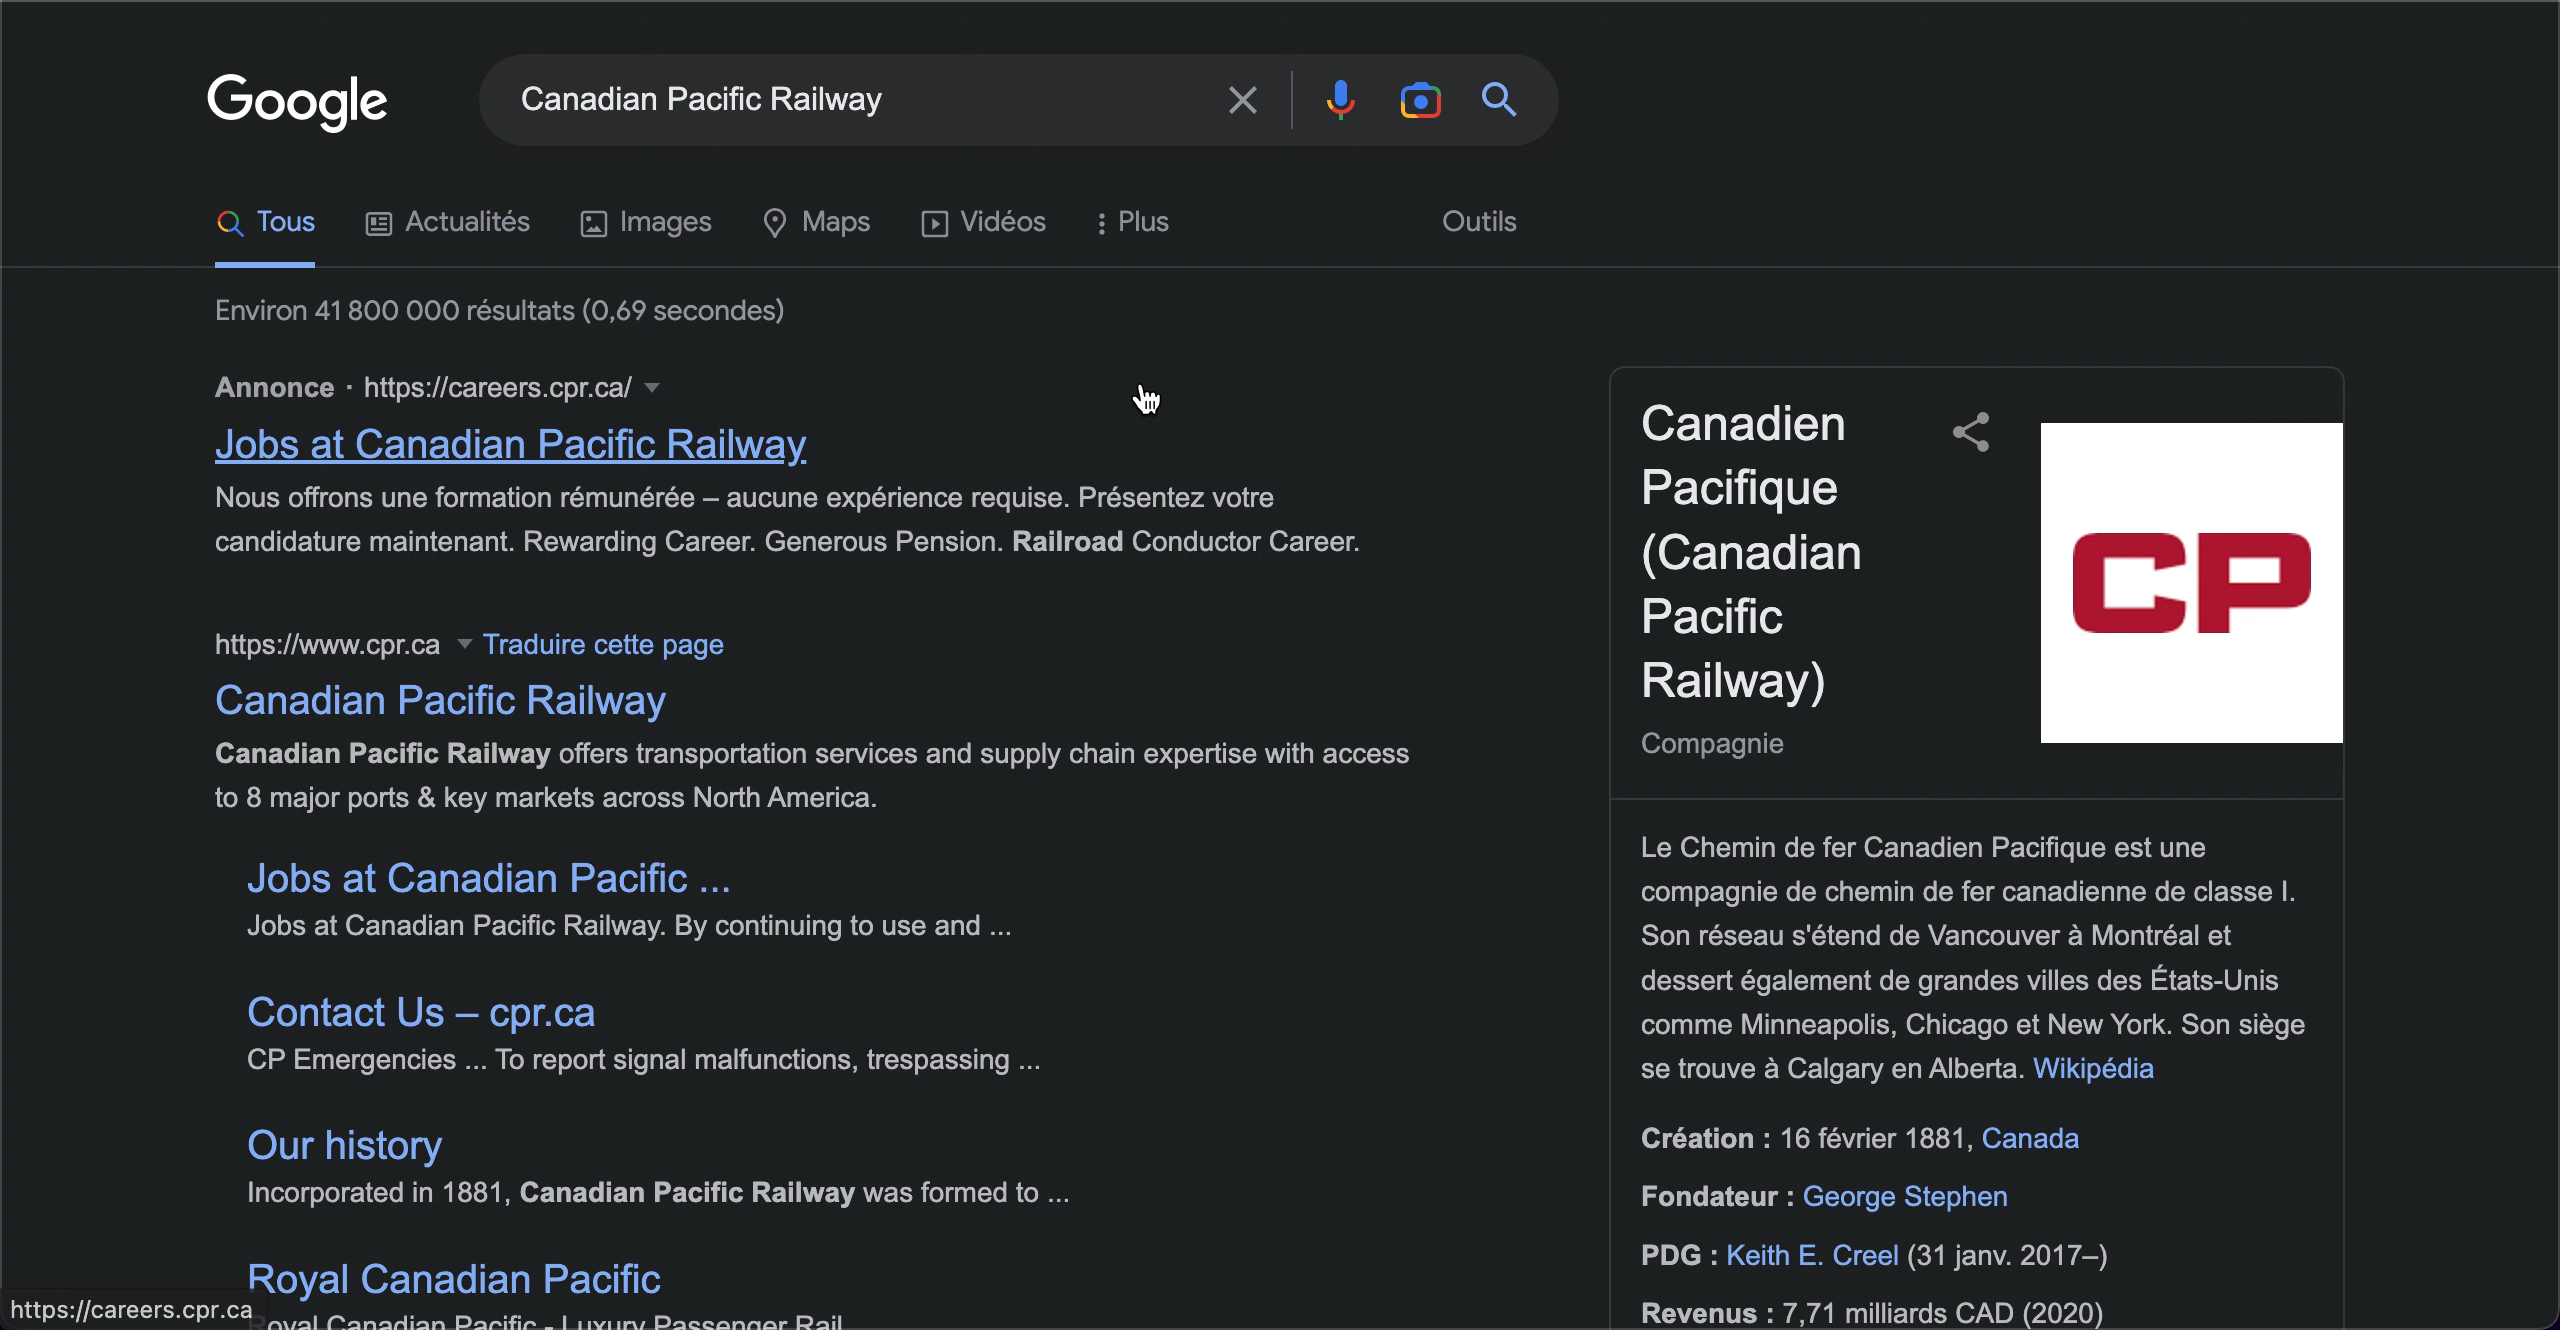 Google
Canadian Pacific Railway
Tous
Actualités
Images
Maps
Vidéos
Plus
Outils
Environ 41 800 000 résultats (0,69 secondes)
Annonce · https://careers.cpr.ca/
Jobs at Canadian Pacific Railway
Nous offrons une formation rémunérée – aucune expérience requise. Présentez votre
candidature maintenant. Rewarding Career. Generous Pension. Railroad Conductor Career.
https://www.cpr.ca Traduire cette page
Canadian Pacific Railway
Canadian Pacific Railway offers transportation services and supply chain expertise with access
to 8 major ports & key markets across North America.
Jobs at Canadian Pacific ...
Jobs at Canadian Pacific Railway. By continuing to use and ...
Contact Us – cpr.ca
CP Emergencies ... To report signal malfunctions, trespassing ...
Our history
Incorporated in 1881, Canadian Pacific Railway was formed to ...
Royal Canadian Pacific
Royal Canadian Pacific - Luxury Passenger Rail
https://careers.cpr.ca
Canadien
Pacifique
(Canadian
Pacific
Railway)
Compagnie
CP
Le Chemin de fer Canadien Pacifique est une
compagnie de chemin de fer canadienne de classe I.
Son réseau s'étend de Vancouver à Montréal et
dessert également de grandes villes des États-Unis
comme Minneapolis, Chicago et New York. Son siège
se trouve à Calgary en Alberta. Wikipédia
Création : 16 février 1881, Canada
Fondateur : George Stephen
PDG : Keith E. Creel (31 janv. 2017–)
Revenus : 7,71 milliards CAD (2020)